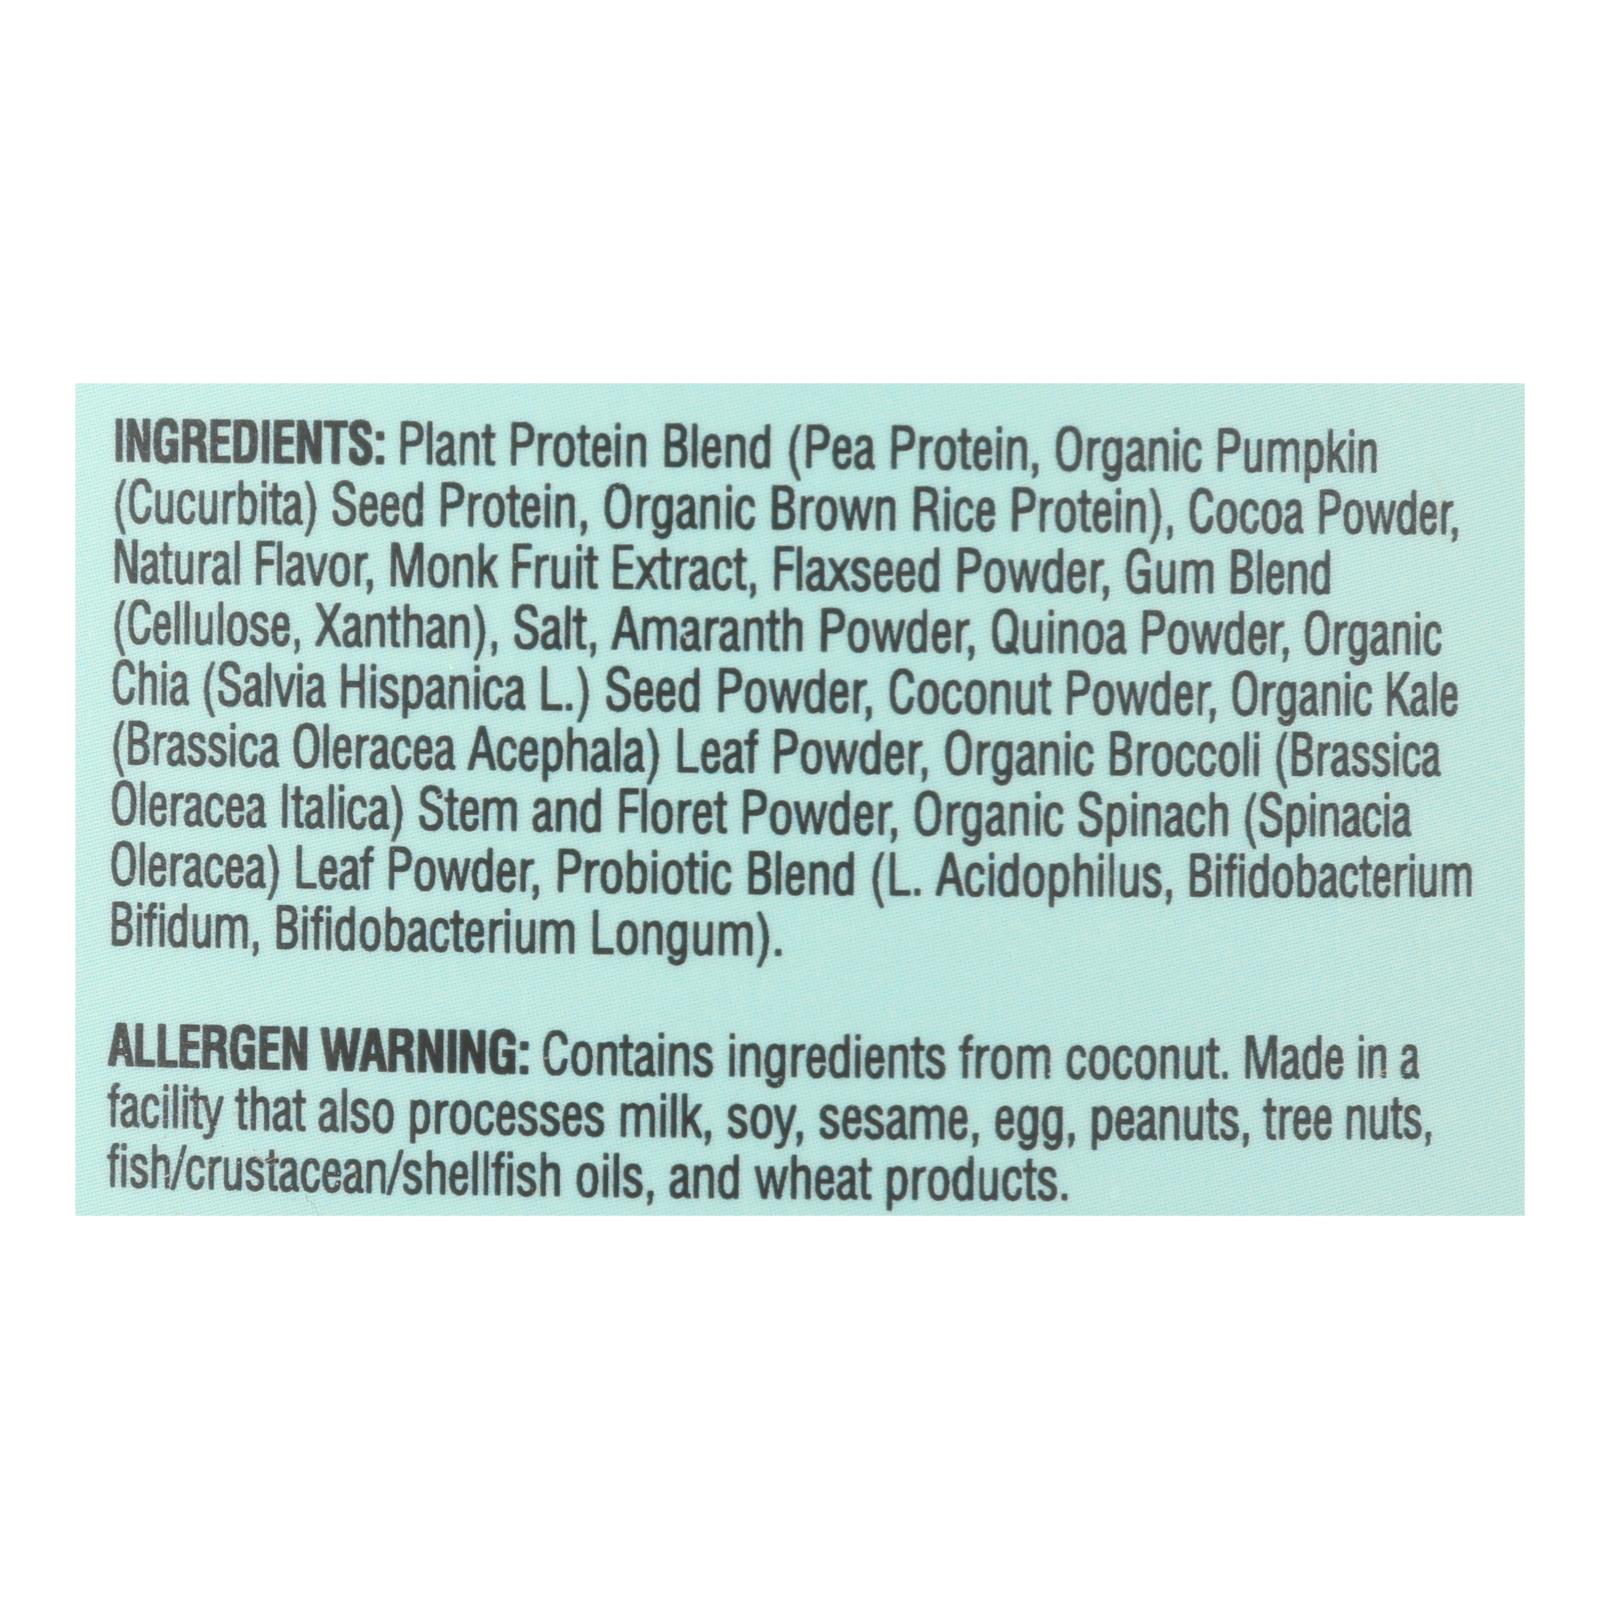 INGREDIENTS: Plant Protein Blend (Pea Protein, Organic Pumpkin
(Cucurbita) Seed Protein, Organic Brown Rice Protein), Cocoa Powder,
Natural Flavor, Monk Fruit Extract, Flaxseed Powder, Gum Blend
(Cellulose, Xanthan), Salt, Amaranth Powder, Quinoa Powder, Organic
Chia (Salvia Hispanica L.) Seed Powder, Coconut Powder, Organic Kale
(Brassica Oleracea Acephala) Leaf Powder, Organic Broccoli (Brassica
Oleracea Italica) Stem and Floret Powder, Organic Spinach (Spinacia
Oleracea) Leaf Powder, Probiotic Blend (L. Acidophilus, Bifidobacterium
Bifidum, Bifidobacterium Longum).
ALLERGEN WARNING: Contains ingredients from coconut. Made in a
facility that also processes milk, soy, sesame, egg, peanuts, tree nuts,
fish/crustacean/shellfish oils, and wheat products.